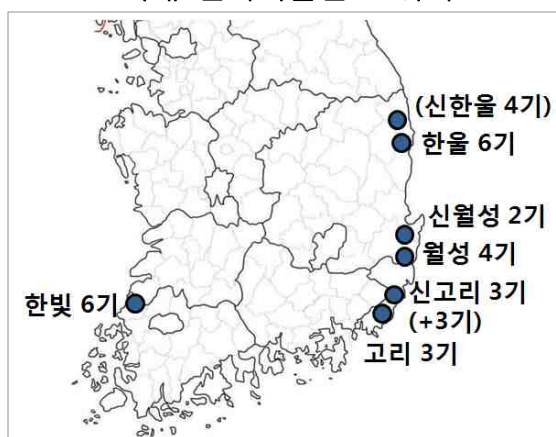 (신한울 4기)
한울 6기
신월성 2기
월성 4기
한빛 6기
신고리 3기
(+3기)
고리 3기